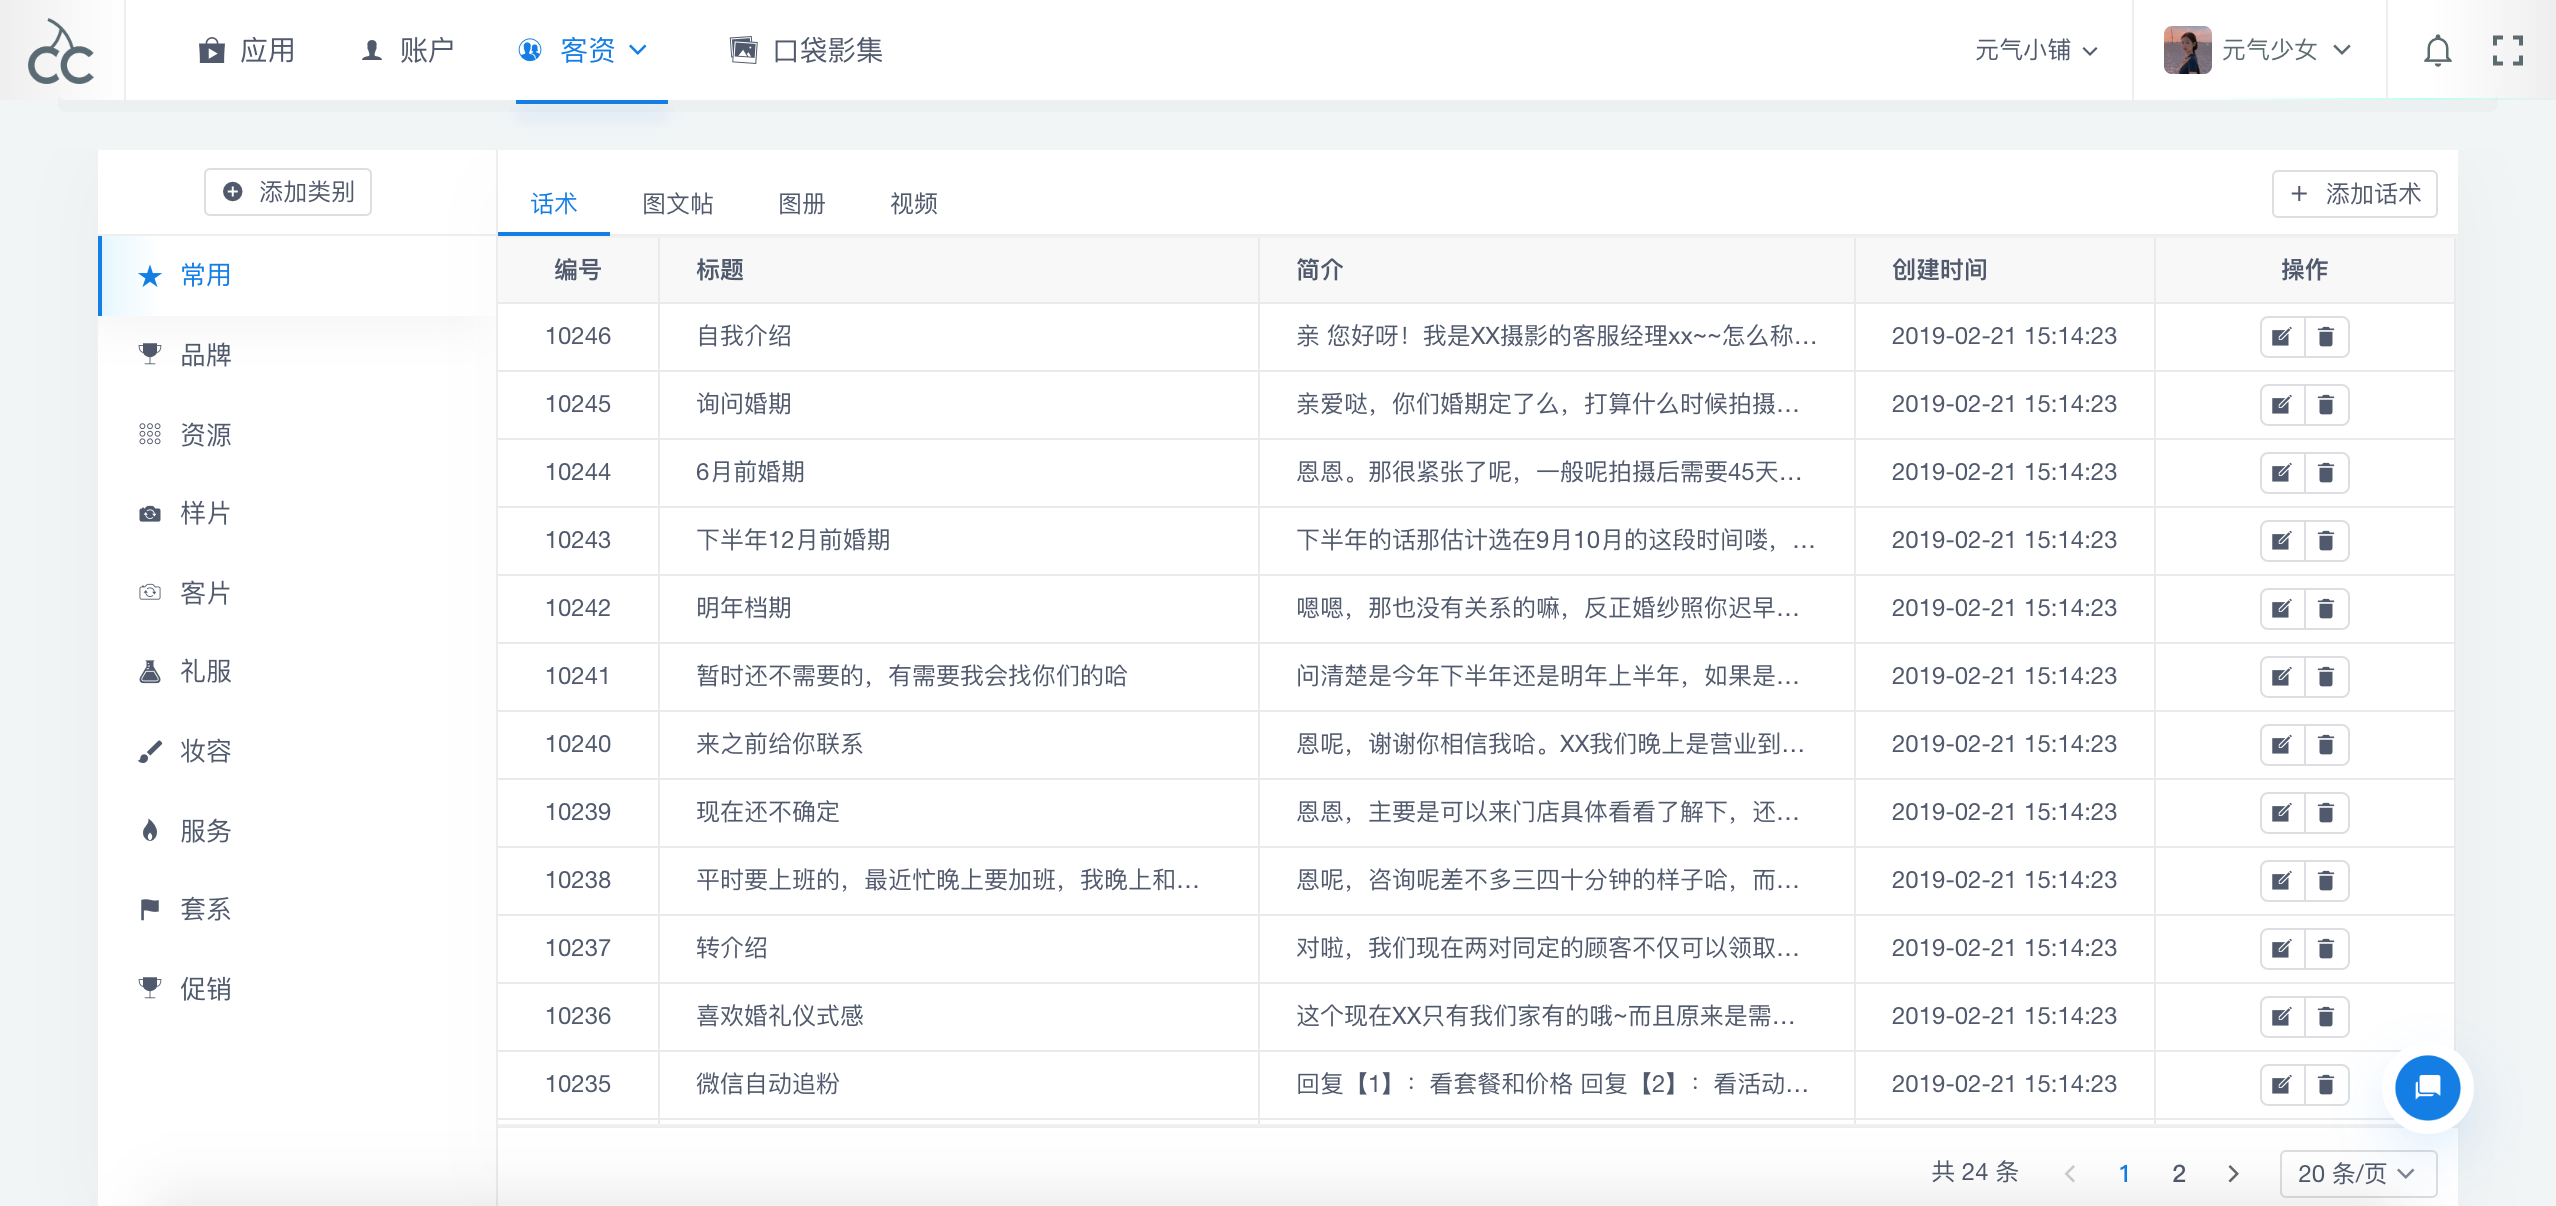 CC
应用
账户
客资
口袋影集
元气小铺
元气少女
添加类别
常用
品牌
资源
样片
客片
礼服
妆容
服务
套系
促销
话术 图文帖 图册 视频
添加话术
编号 标题 简介 创建时间 操作
10246 自我介绍 亲 您好呀！我是XX摄影的客服经理xx~~怎么称... 2019-02-21 15:14:23
10245 询问婚期 亲爱哒，你们婚期定了么，打算什么时候拍摄... 2019-02-21 15:14:23
10244 6月前婚期 恩恩。那很紧张了呢，一般呢拍摄后需要45天... 2019-02-21 15:14:23
10243 下半年12月前婚期 下半年的话那估计选在9月10月的这段时间喽，... 2019-02-21 15:14:23
10242 明年档期 嗯嗯，那也没有关系的嘛，反正婚纱照你迟早... 2019-02-21 15:14:23
10241 暂时还不需要的，有需要我会找你们的哈 问清楚是今年下半年还是明年上半年，如果是... 2019-02-21 15:14:23
10240 来之前给你联系 恩呢，谢谢你相信我哈。XX我们晚上是营业到... 2019-02-21 15:14:23
10239 现在还不确定 恩恩，主要是可以来门店具体看看了解下，还... 2019-02-21 15:14:23
10238 平时要上班的，最近忙晚上要加班，我晚上和... 恩呢，咨询呢差不多三四十分钟的样子哈，而... 2019-02-21 15:14:23
10237 转介绍 对啦，我们现在两对同定的顾客不仅可以领取... 2019-02-21 15:14:23
10236 喜欢婚礼仪式感 这个现在XX只有我们家有的哦~而且原来是需... 2019-02-21 15:14:23
10235 微信自动追粉 回复【1】：看套餐和价格 回复【2】：看活动... 2019-02-21 15:14:23
共 24 条 1 2 20 条/页